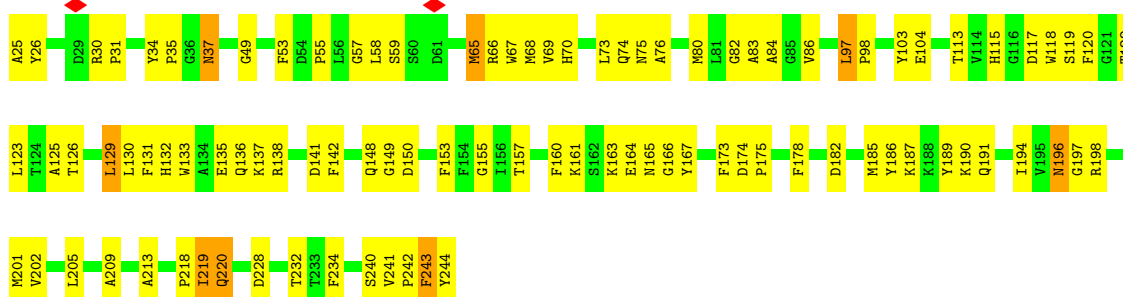 A25 Y26 D29 R30 P31 Y34 P35 G36 N37 G49 F53 D54 P55 L56 G57 L58 S59 S60 D61 M65 R66 W67 M68 V69 H70 L73 Q74 N75 A76 M80 L81 G82 A83 A84 G85 V86 L97 P98 Y103 E104 T113 V114 H115 G116 D117 W118 S119 F120 G121
L123 T124 A125 T126 L129 L130 F131 H132 W133 A134 E135 Q136 K137 R138 D141 F142 Q148 G149 D150 F153 F154 G155 I156 T157 F160 K161 S162 K163 E164 N165 G166 Y167 F173 D174 P175 F178 D182 M185 Y186 K187 K188 Y189 K190 Q191 I194 V195 N196 G197 R198
M201 V202 L205 A209 A213 P218 I219 Q220 D228 T232 T233 F234 S240 V241 P242 F243 Y244